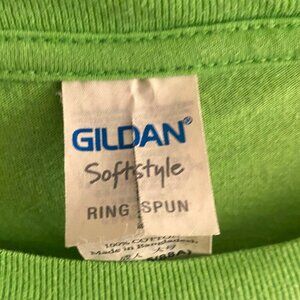 GILDAN®
Softstyle
RING SPUN
100% COTTON
Made in Bangladesh